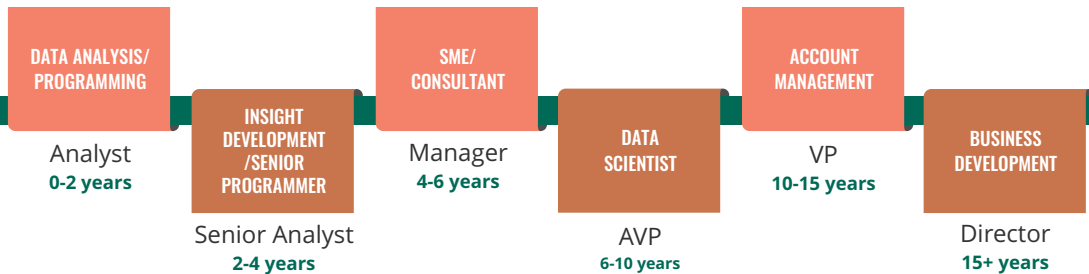 DATA ANALYSIS/
PROGRAMMING
Analyst
0-2 years
INSIGHT
DEVELOPMENT
/SENIOR
PROGRAMMER
Senior Analyst
2-4 years
SME/
CONSULTANT
Manager
4-6 years
DATA
SCIENTIST
AVP
6-10 years
ACCOUNT
MANAGEMENT
VP
10-15 years
BUSINESS
DEVELOPMENT
Director
15+ years